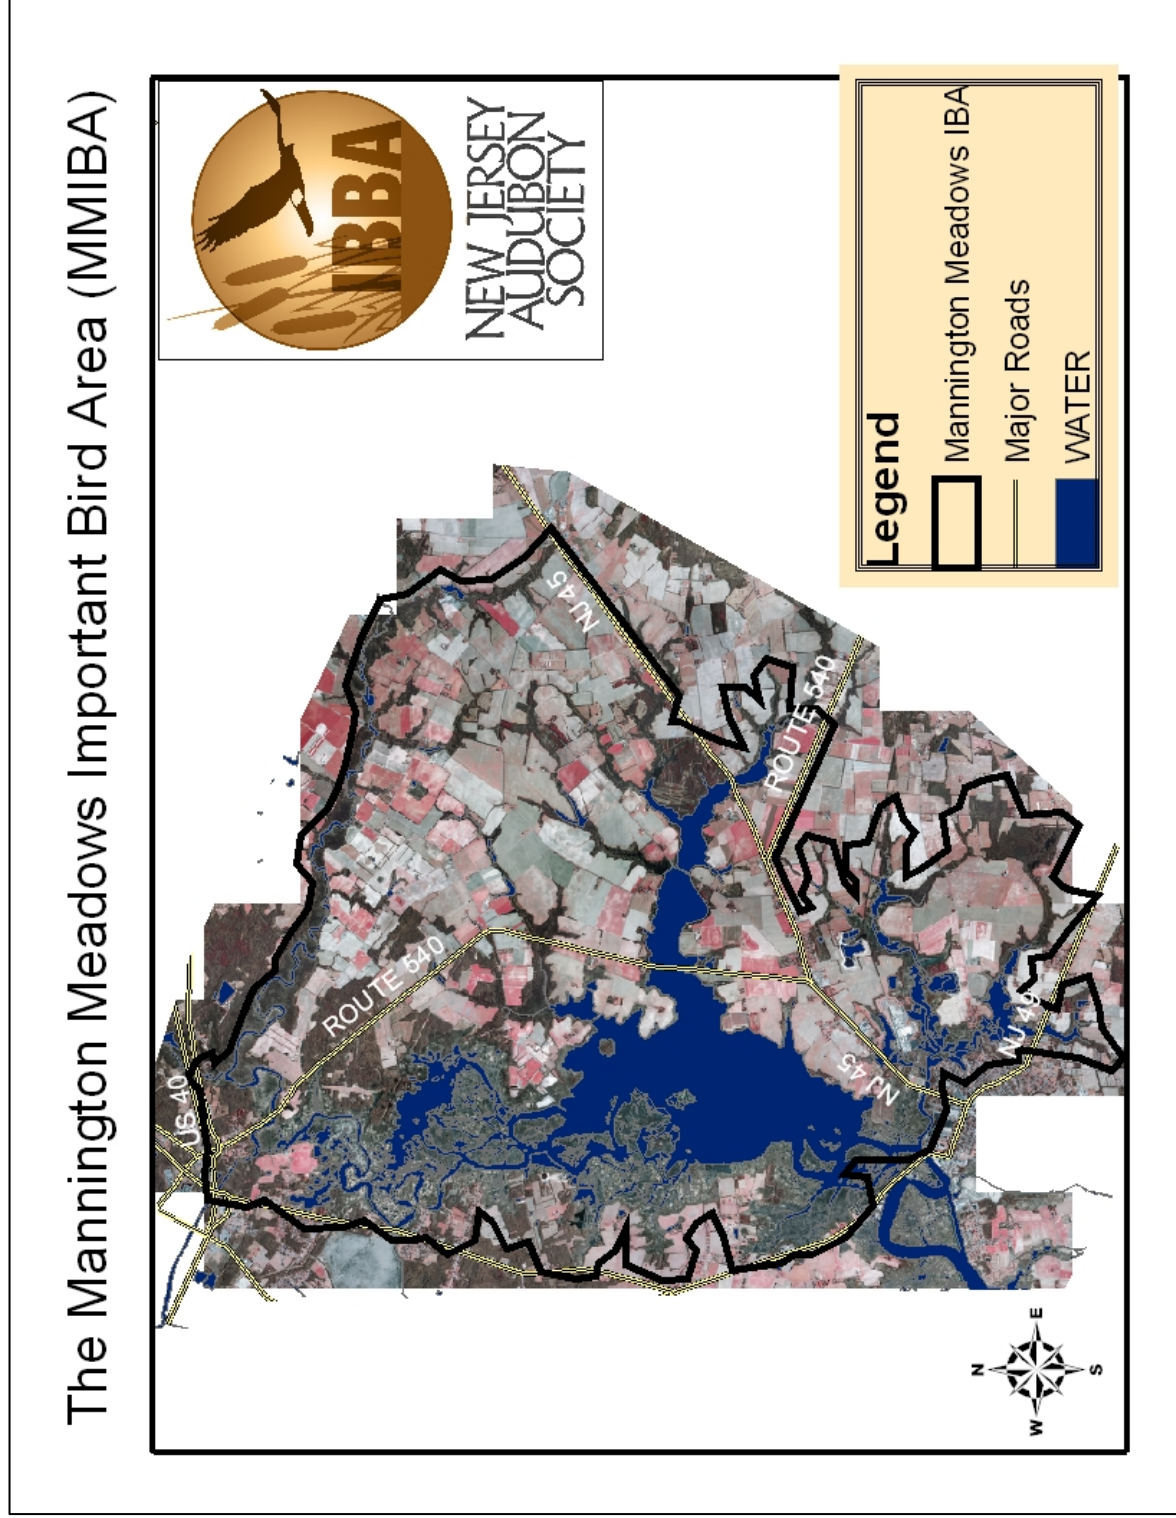 The Mannington Meadows Important Bird Area (MMIBA)
IBBA
NEW JERSEY
AUDUBON
SOCIETY
US 40
ROUTE 540
NJ 45
ROUTE 540
NJ 45
NJ 49
N
W
E
S
Legend
Mannington Meadows IBA
Major Roads
WATER